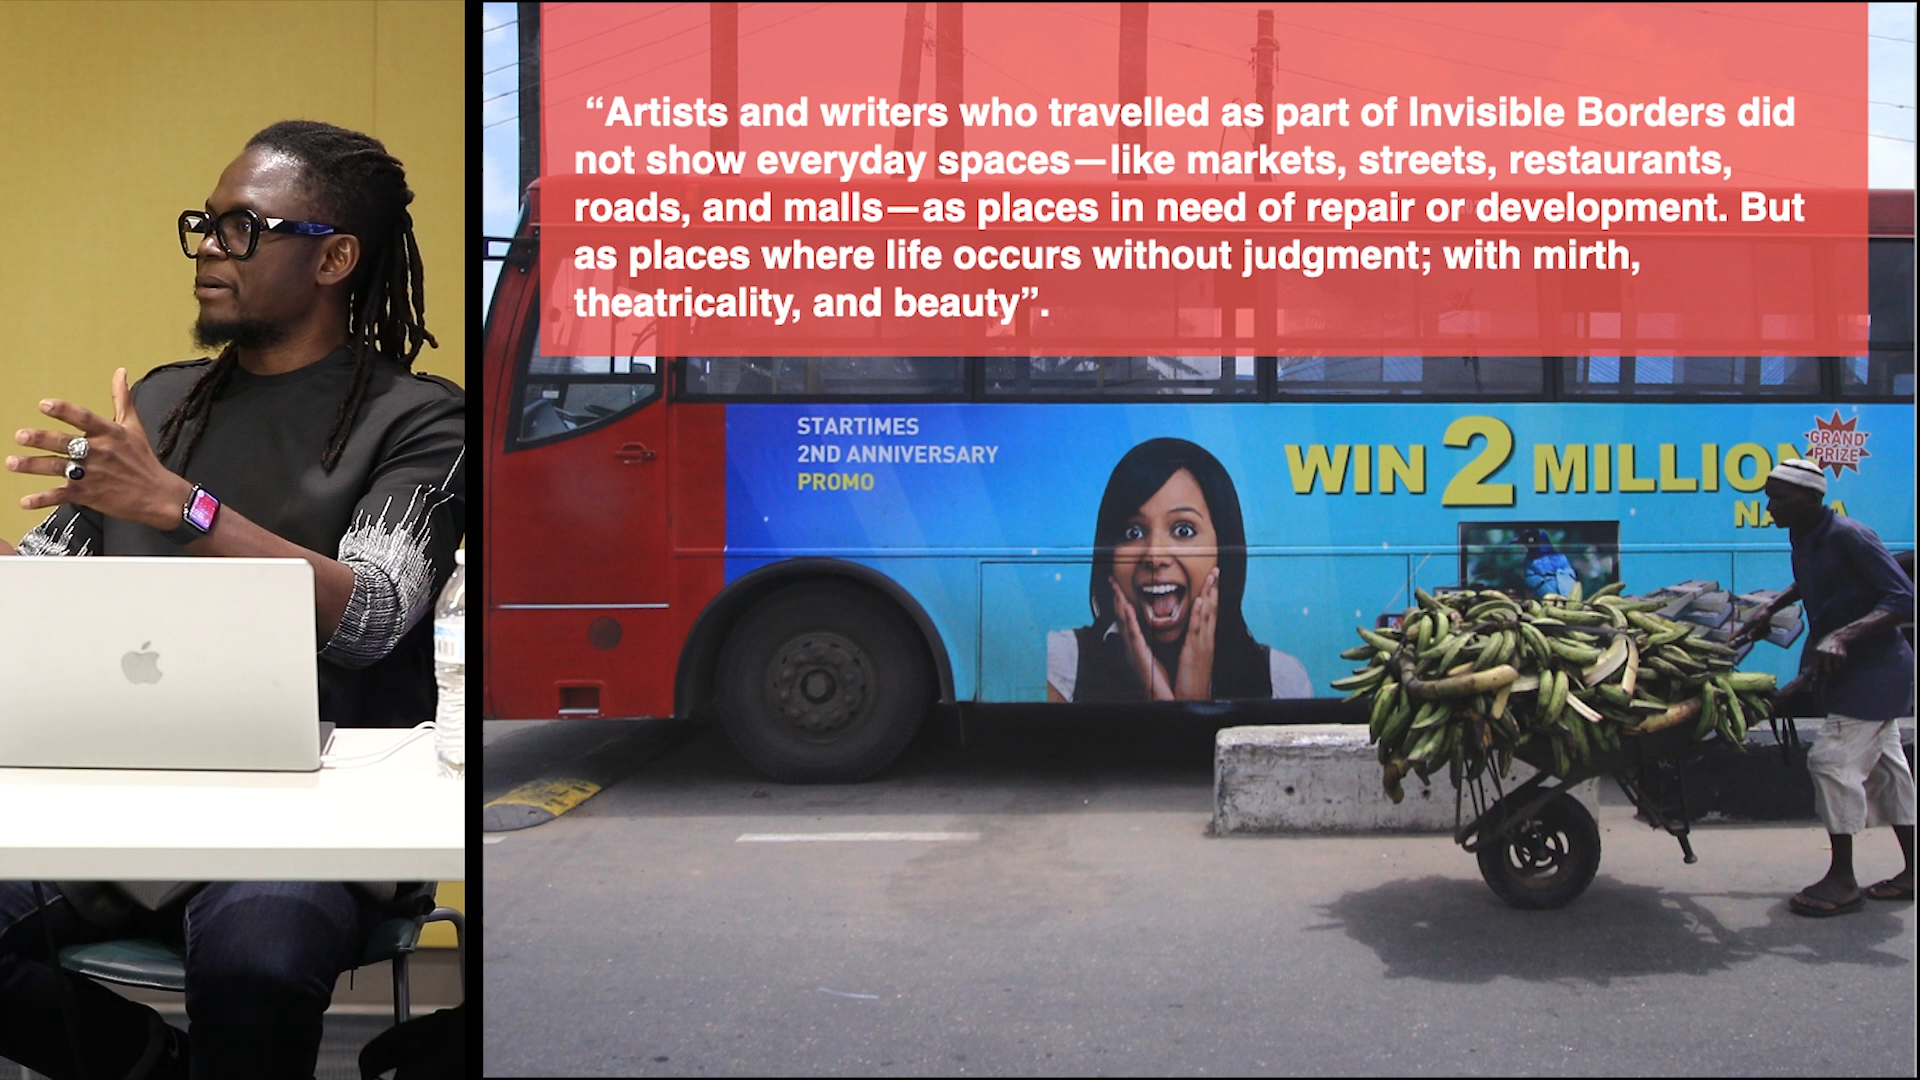 “Artists and writers who travelled as part of Invisible Borders did
not show everyday spaces—like markets, streets, restaurants,
roads, and malls—as places in need of repair or development. But
as places where life occurs without judgment; with mirth,
theatricality, and beauty”.
STARTIMES
2ND ANNIVERSARY
PROMO
WIN 2 MILLION
GRAND
PRIZE